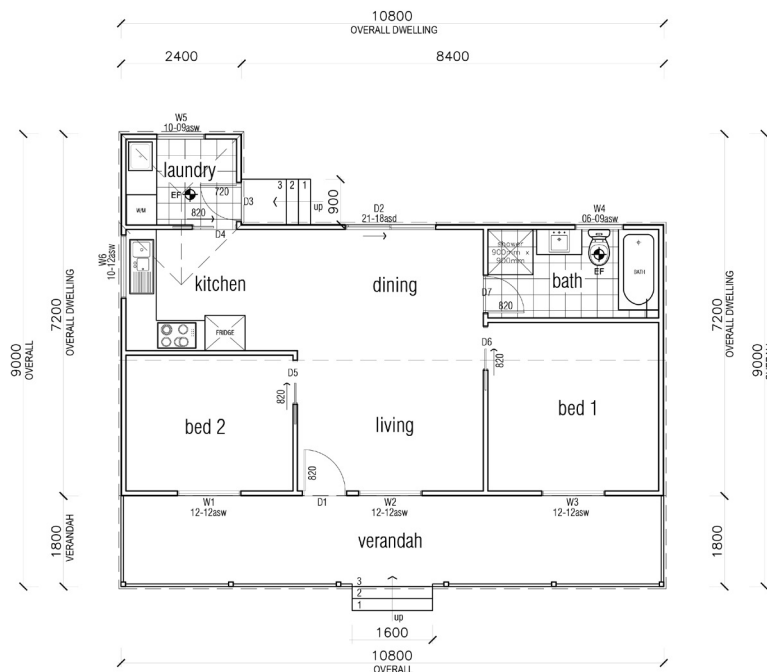 10800
OVERALL DWELLING
2400
8400
W5
10-09asw
laundry
720
EF
W/M
820
D3
D4
3 2 1
up
900
D2
21-18asd
W4
06-09asw
W6
10-12asw
kitchen
dining
shower
900mm x
900mm
bath
EF
BATH
D7
820
FRIDGE
D6
820
D5
820
bed 2
living
bed 1
820
W1
12-12asw
D1
W2
12-12asw
W3
12-12asw
verandah
3
2
1
up
1600
10800
OVERALL
9000
OVERALL
7200
OVERALL DWELLING
1800
VERANDAH
7200
OVERALL DWELLING
1800
9000
OVERALL